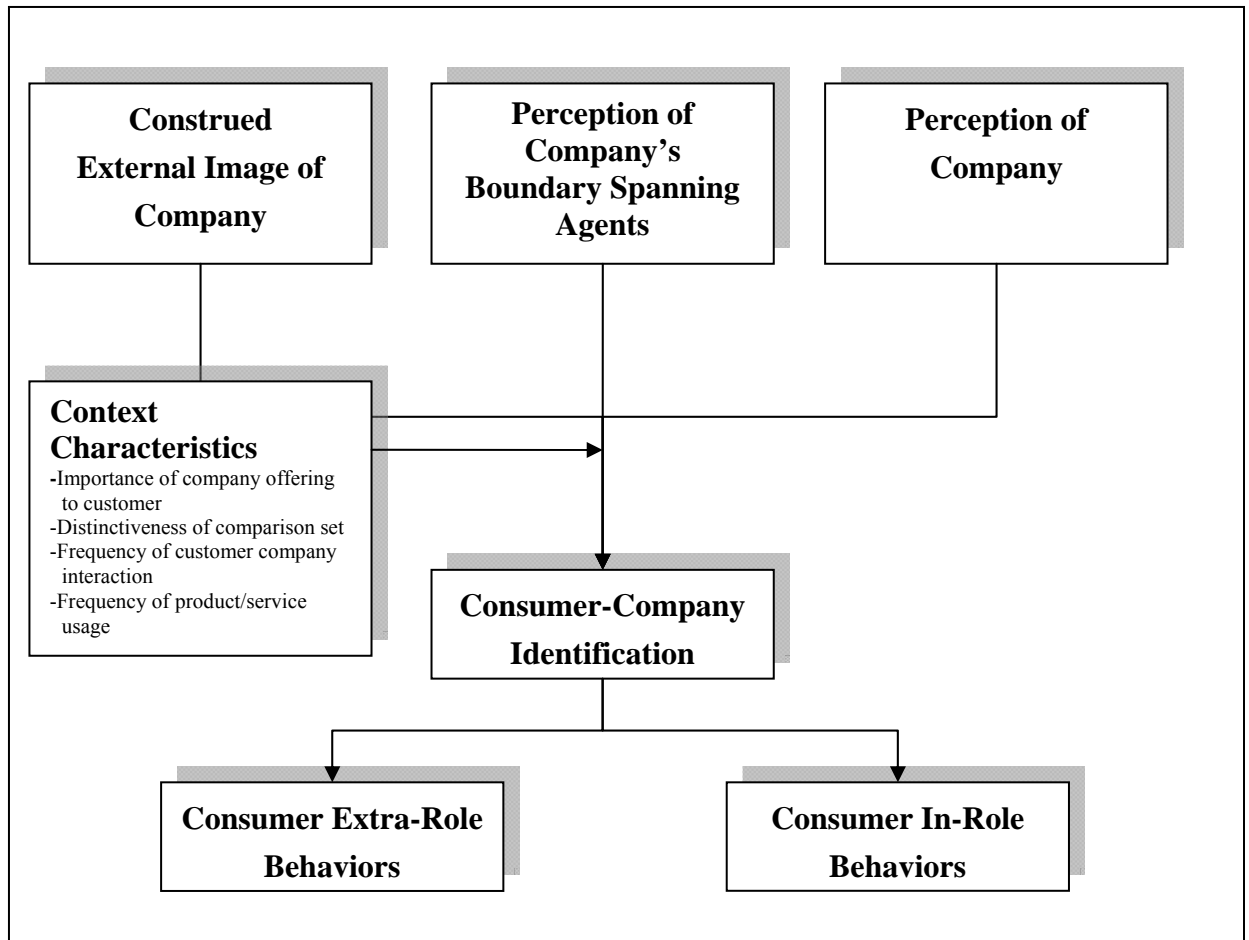 Construed
External Image of
Company
Perception of
Company's
Boundary Spanning
Agents
Perception of
Company
Context
Characteristics
-Importance of company offering
to customer
-Distinctiveness of comparison set
-Frequency of customer company
interaction
-Frequency of product/service
usage
Consumer-Company
Identification
Consumer Extra-Role
Behaviors
Consumer In-Role
Behaviors